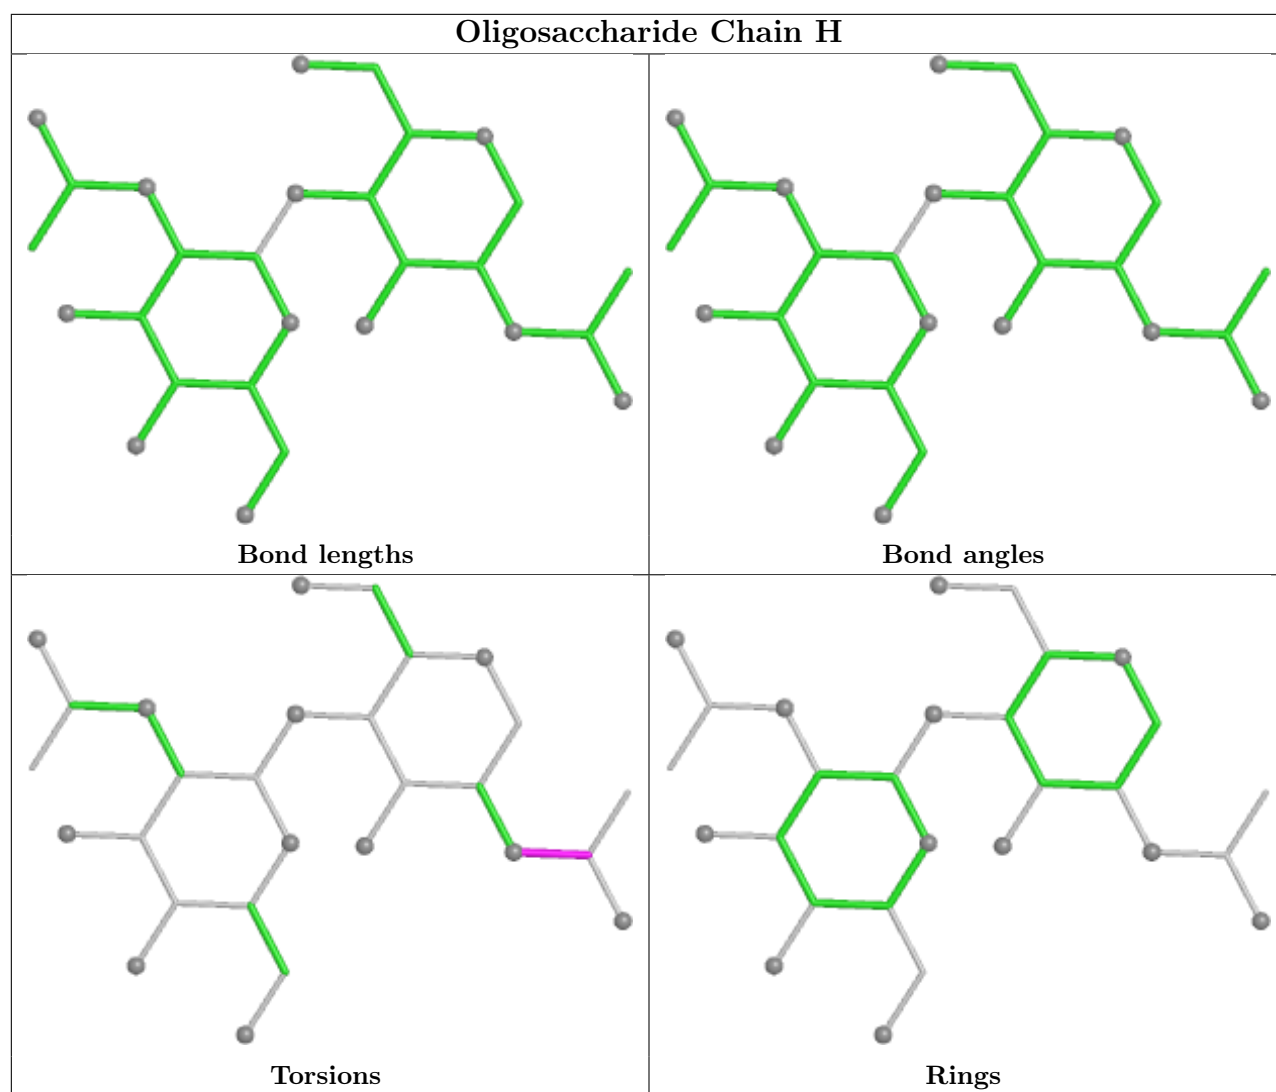 Oligosaccharide Chain H
Bond lengths
Bond angles
Torsions
Rings